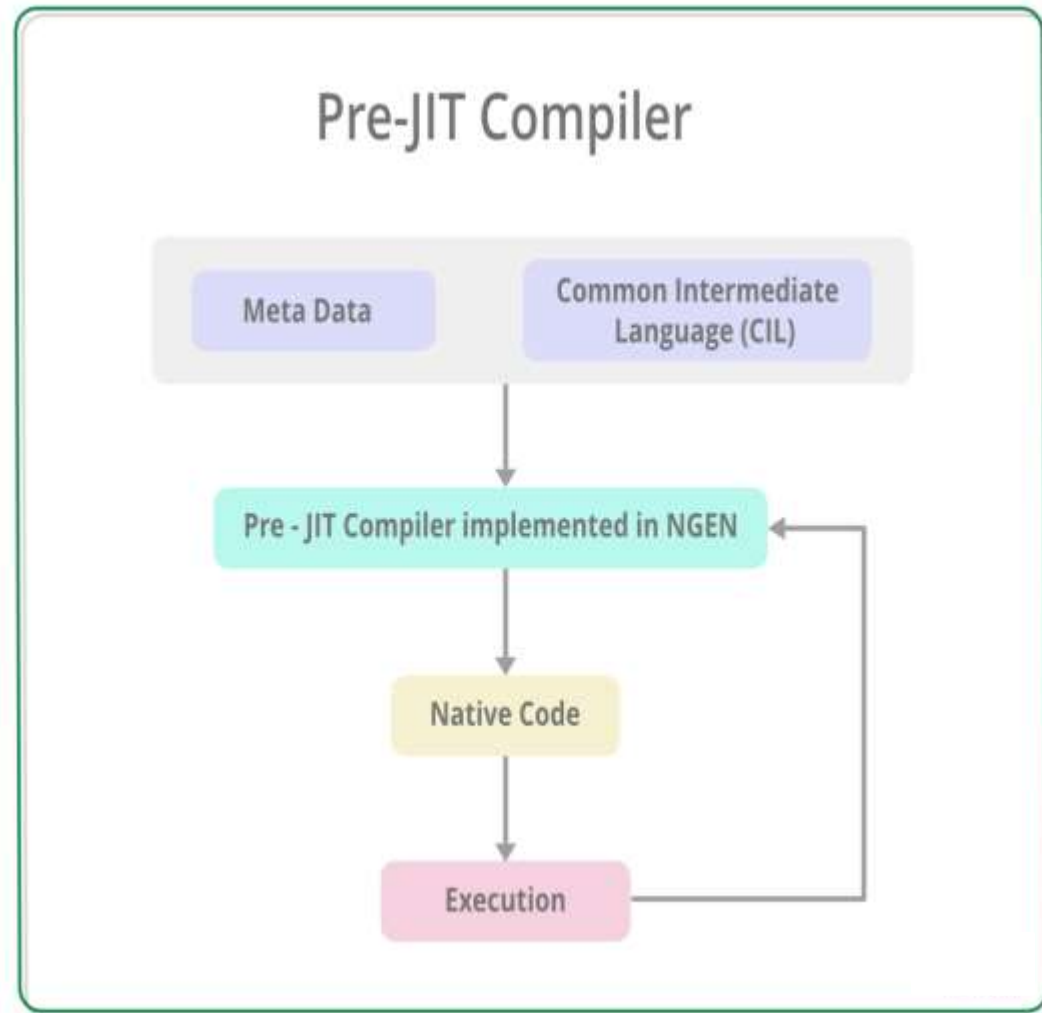 Pre-JIT Compiler
Meta Data
Common Intermediate
Language (CIL)
Pre - JIT Compiler implemented in NGEN
Native Code
Execution